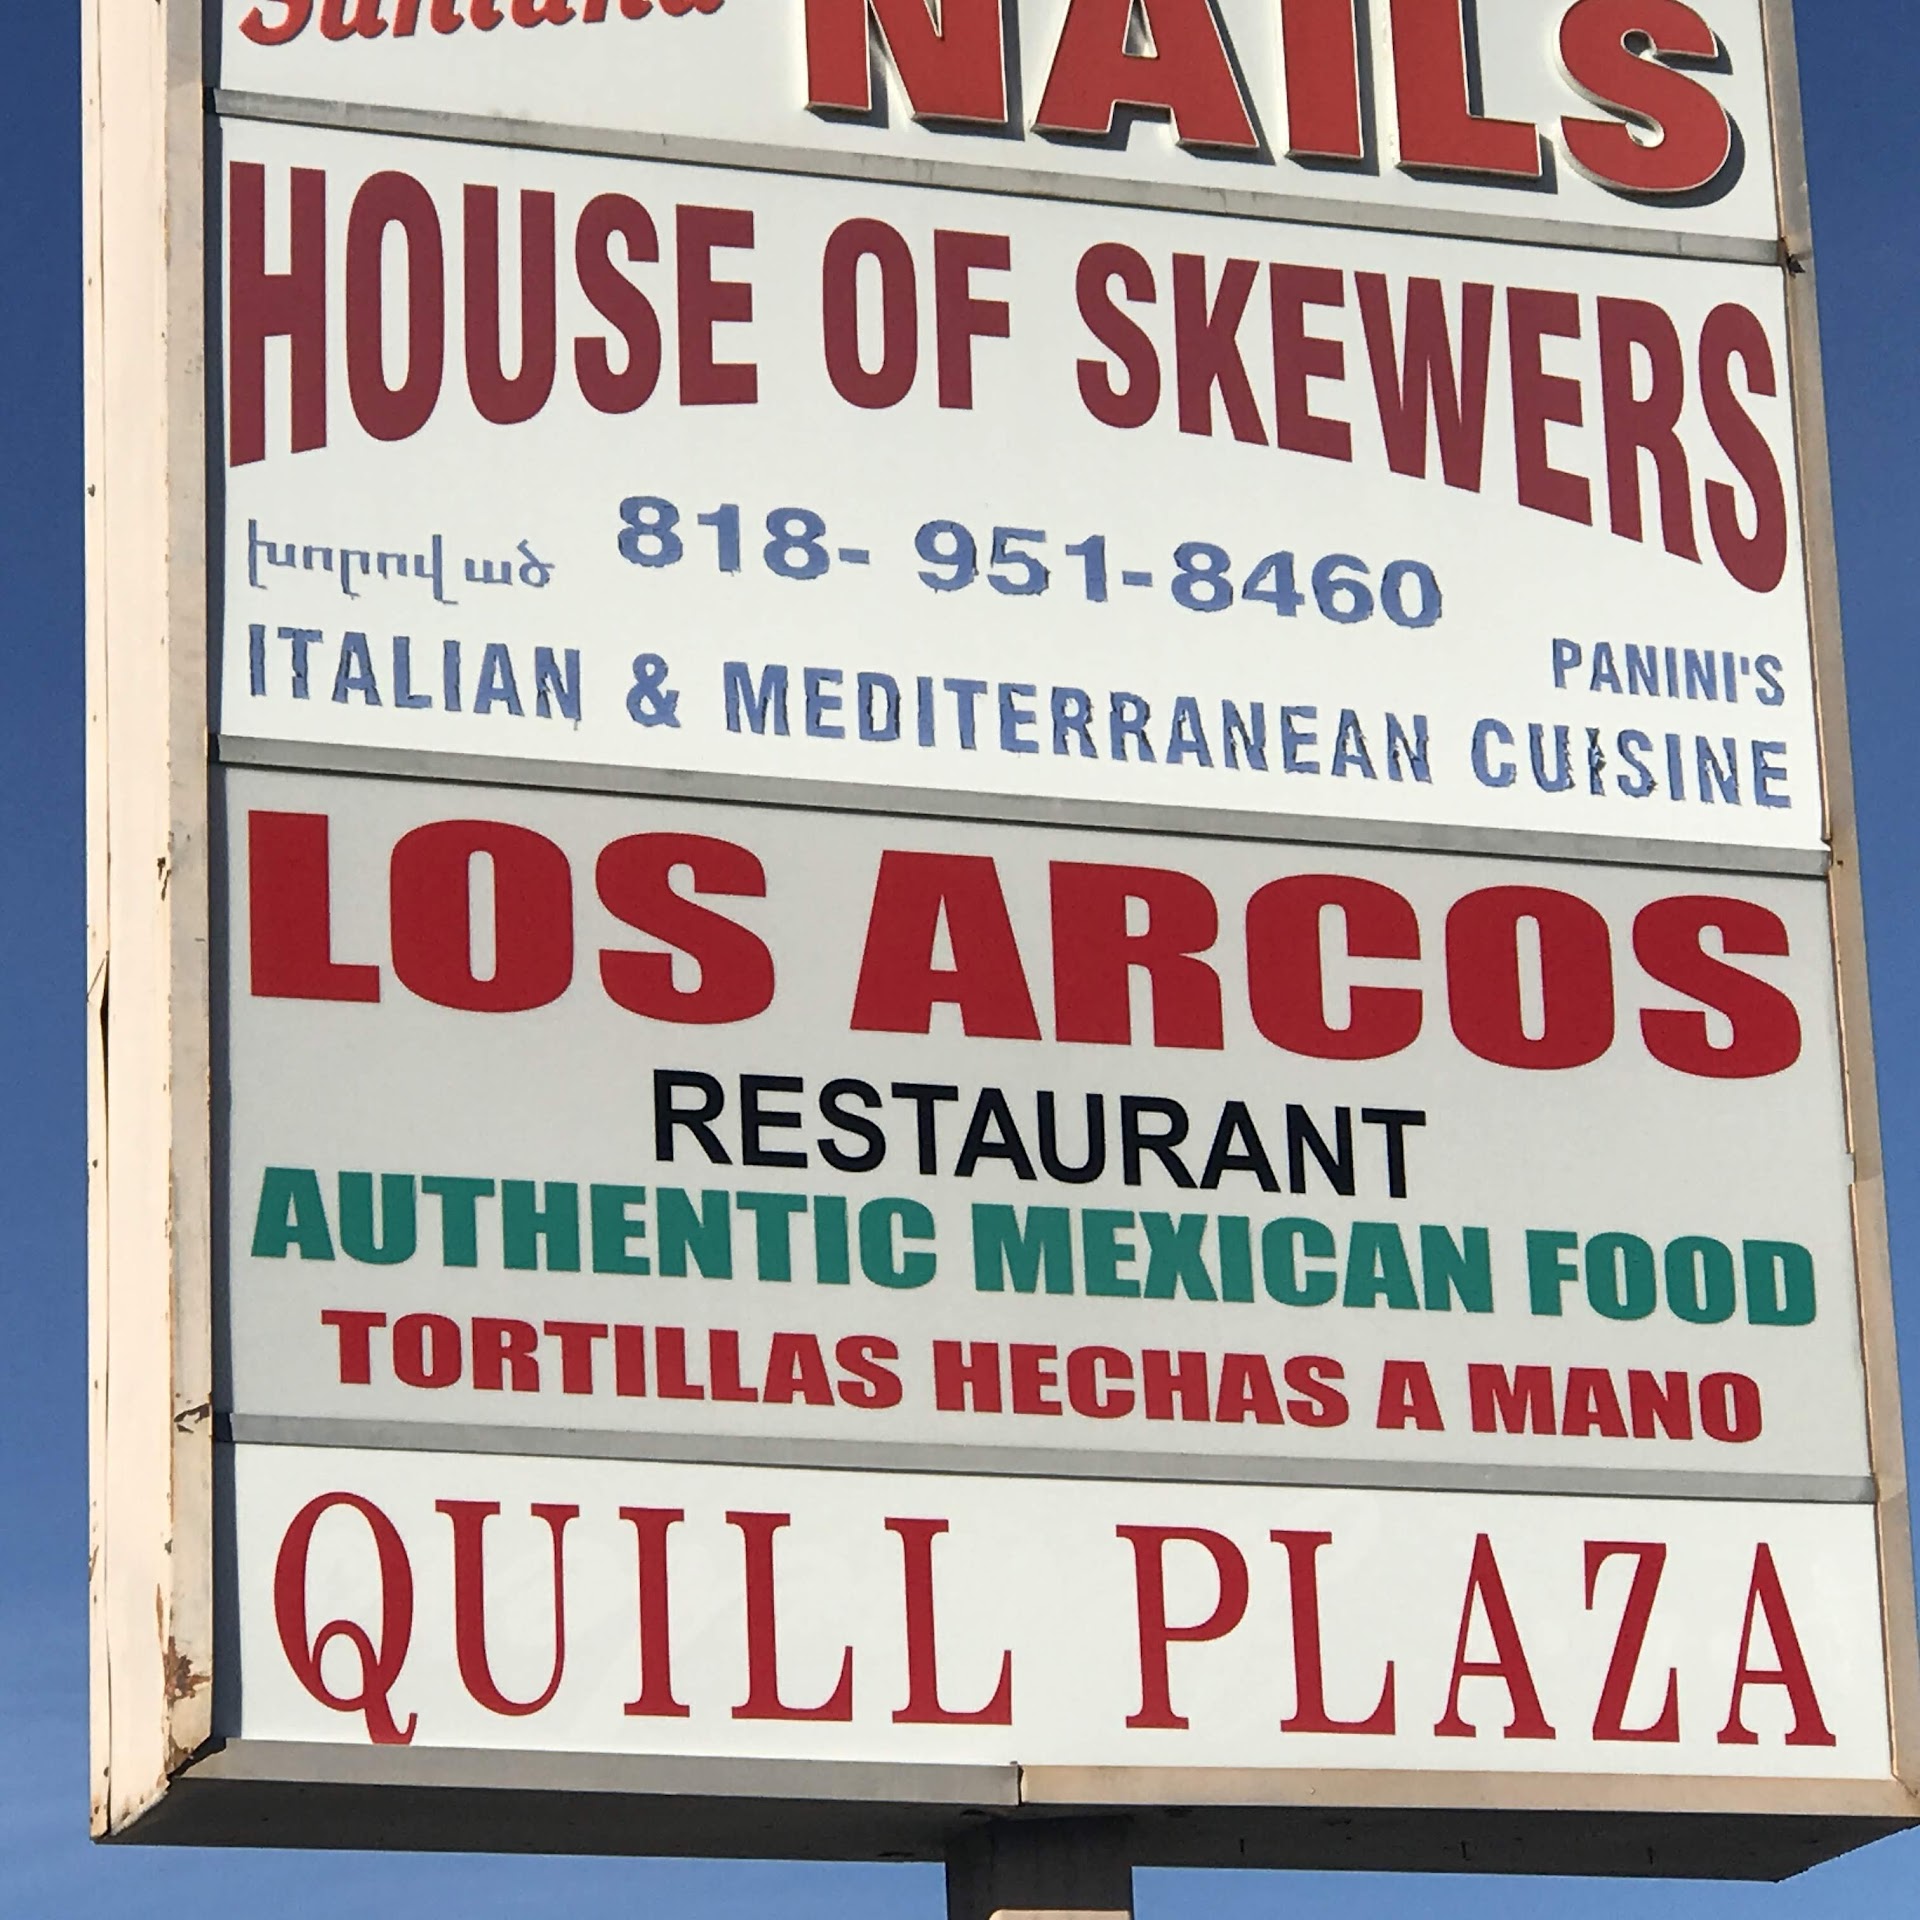 Sunland NAILS
HOUSE OF SKEWERS
խորոված 818- 951-8460
PANINI'S
ITALIAN & MEDITERRANEAN CUISINE
LOS ARCOS
RESTAURANT
AUTHENTIC MEXICAN FOOD
TORTILLAS HECHAS A MANO
QUILL PLAZA